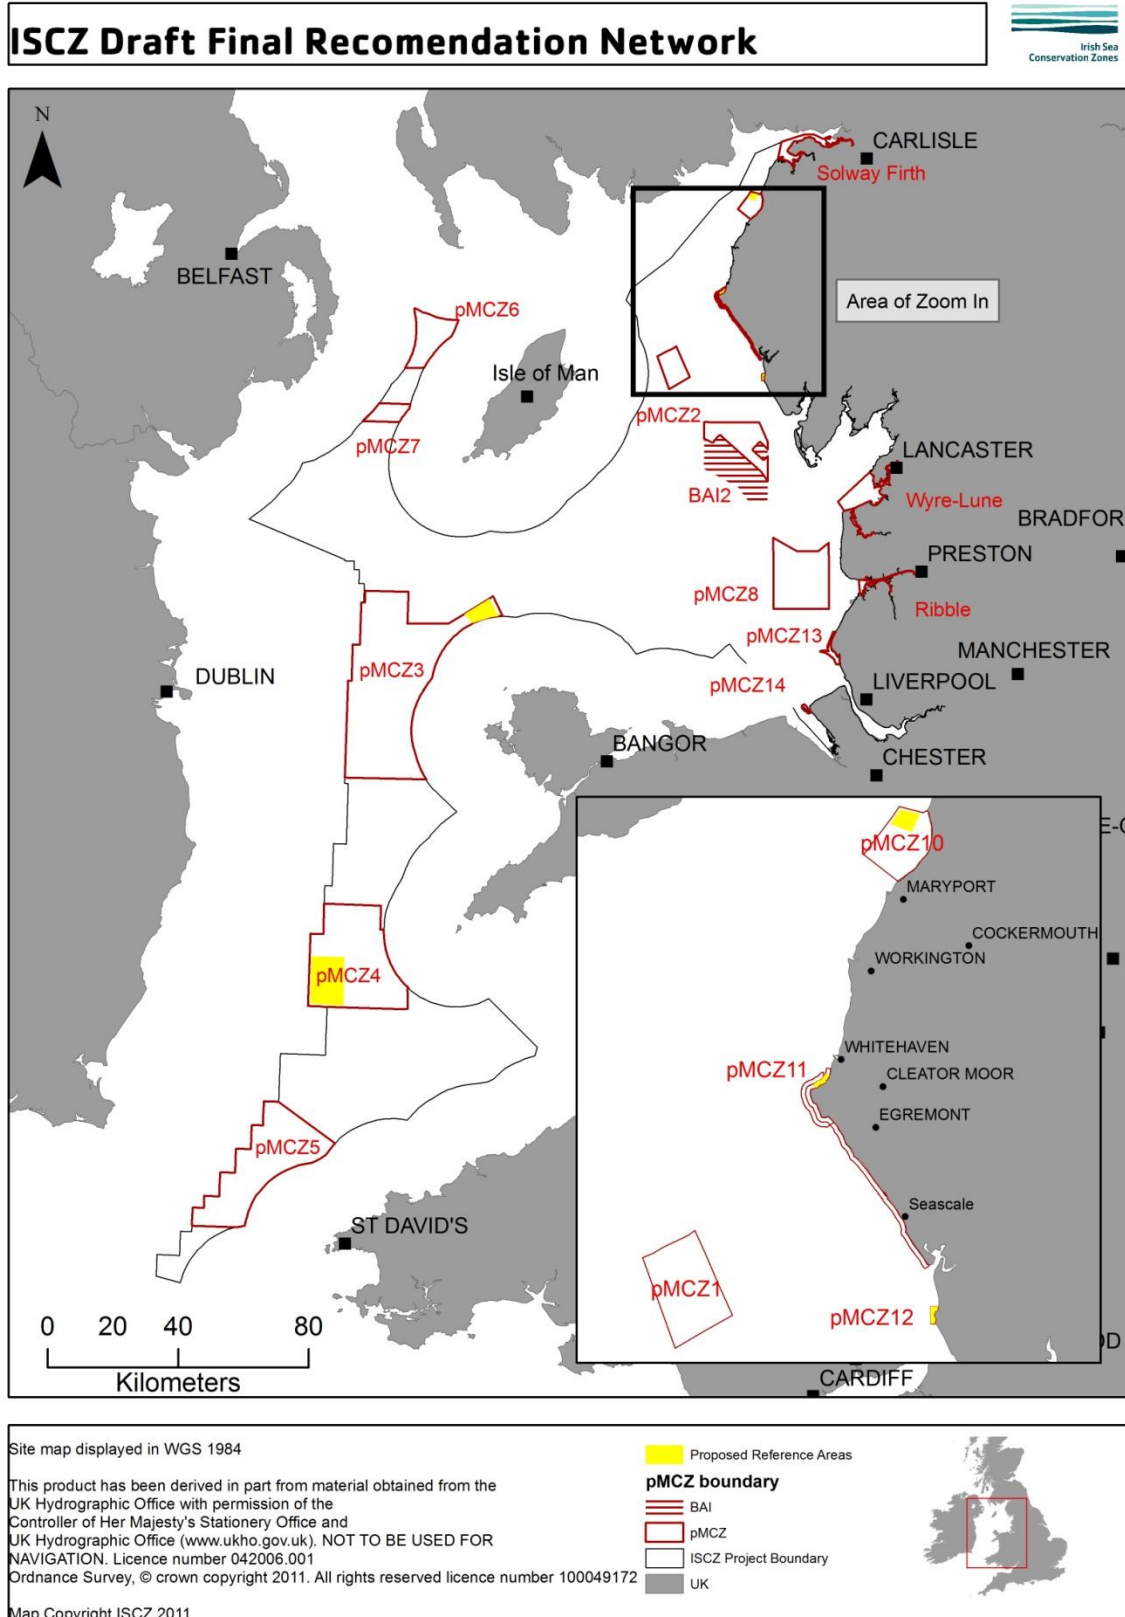 ISCZ Draft Final Recomendation Network
Irish Sea
Conservation Zones
N
CARLISLE
Solway Firth
BELFAST
Area of Zoom In
pMCZ6
Isle of Man
pMCZ2
pMCZ7
LANCASTER
BAI2
Wyre-Lune
BRADFOR
PRESTON
pMCZ8
Ribble
pMCZ13
MANCHESTER
pMCZ3
DUBLIN
pMCZ14
LIVERPOOL
BANGOR
CHESTER
E-C
pMCZ10
MARYPORT
COCKERMOUTH
WORKINGTON
pMCZ4
WHITEHAVEN
pMCZ11
CLEATOR MOOR
EGREMONT
pMCZ5
Seascale
ST DAVID'S
pMCZ1
pMCZ12
0 20 40 80
Kilometers
OD
CARDIFF
Site map displayed in WGS 1984
This product has been derived in part from material obtained from the
UK Hydrographic Office with permission of the
Controller of Her Majesty's Stationery Office and
UK Hydrographic Office (www.ukho.gov.uk). NOT TO BE USED FOR
NAVIGATION. Licence number 042006.001
Ordnance Survey, © crown copyright 2011. All rights reserved licence number 100049172
Map Copyright ISCZ 2011
Proposed Reference Areas
pMCZ boundary
BAI
pMCZ
ISCZ Project Boundary
UK